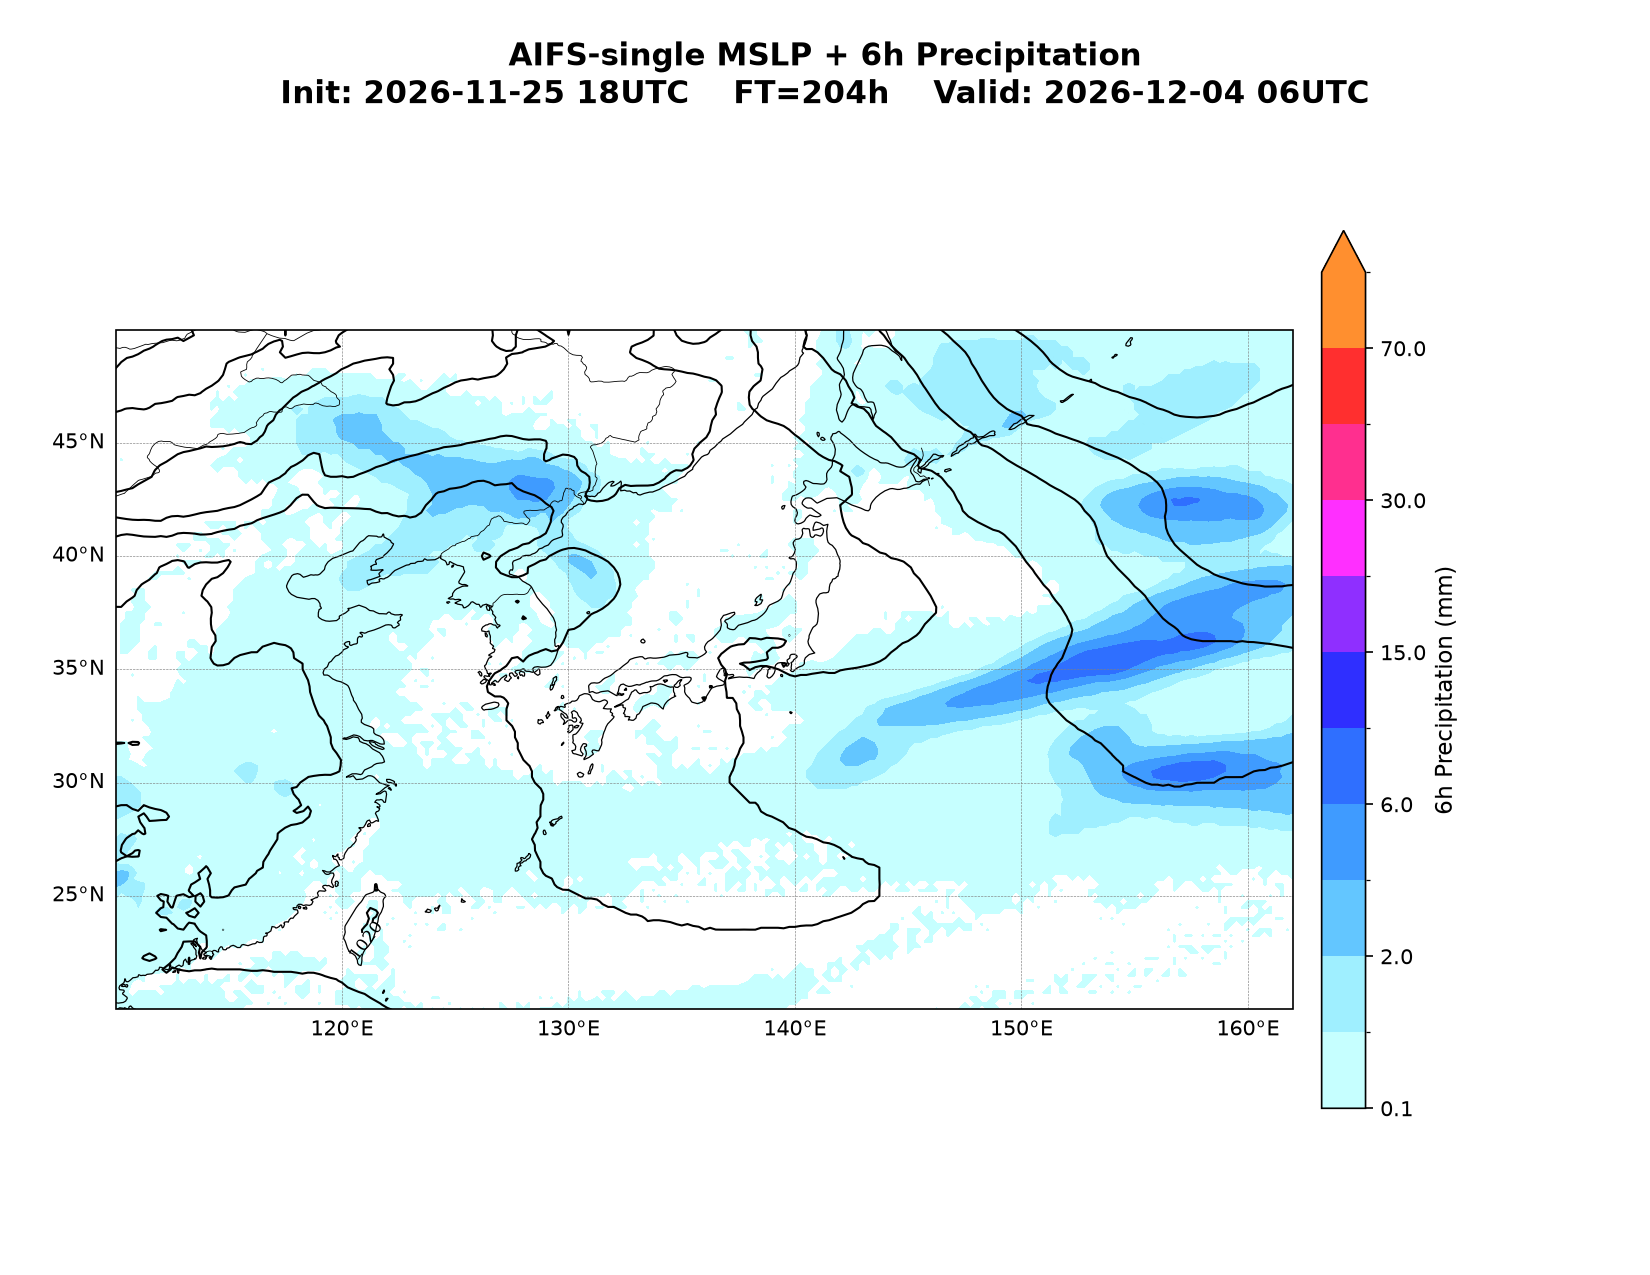 AIFS-single MSLP + 6h Precipitation
Init: 2026-11-25 18UTC    FT=204h    Valid: 2026-12-04 06UTC
70.0
30.0
15.0
6.0
2.0
0.1
6h Precipitation (mm)
45°N
40°N
35°N
30°N
25°N
120°E
130°E
140°E
150°E
160°E